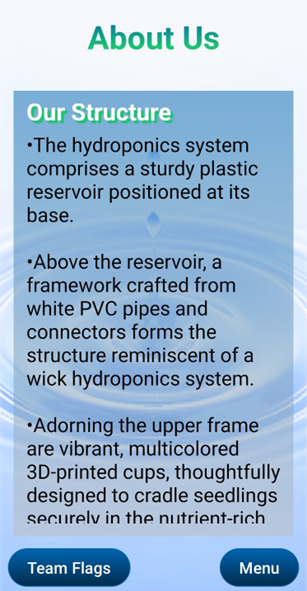 About Us
Our Structure
•The hydroponics system
comprises a sturdy plastic
reservoir positioned at its
base.
•Above the reservoir, a
framework crafted from
white PVC pipes and
connectors forms the
structure reminiscent of a
wick hydroponics system.
•Adorning the upper frame
are vibrant, multicolored
3D-printed cups, thoughtfully
designed to cradle seedlings
securely in the nutrient-rich
Team Flags
Menu